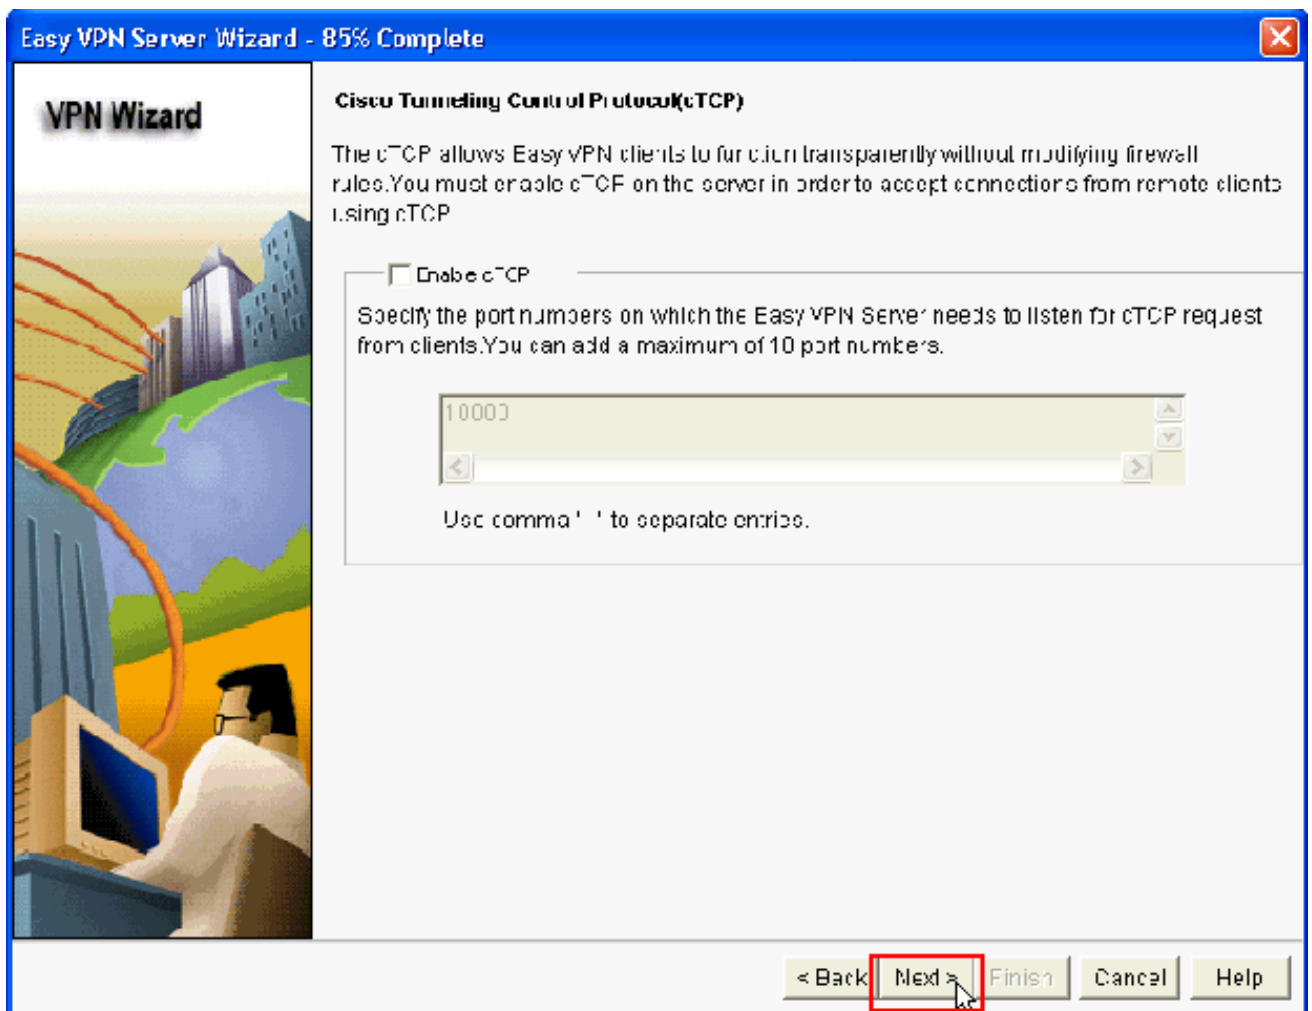 Easy VPN Server Wizard - 85% Complete
VPN Wizard
Cisco Tunneling Control Protocol(cTCP)
The cTCP allows Easy VPN clients to function transparently without modifying firewall
rules.You must enable cTCP on the server in order to accept connections from remote clients
using cTCP
Enable cTCP
Specify the port numbers on which the Easy VPN Server needs to listen for cTCP request
from clients.You can add a maximum of 10 port numbers.
10000
Use comma ' ' to separate entries.
< Back
Next >
Finish
Cancel
Help